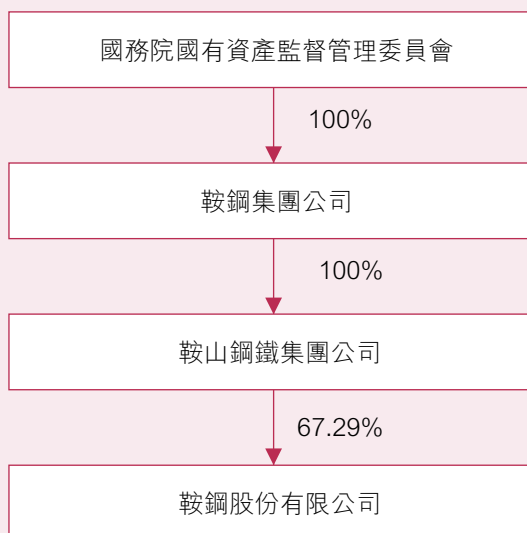 國務院國有資產監督管理委員會
100%
鞍鋼集團公司
100%
鞍山鋼鐵集團公司
67.29%
鞍鋼股份有限公司